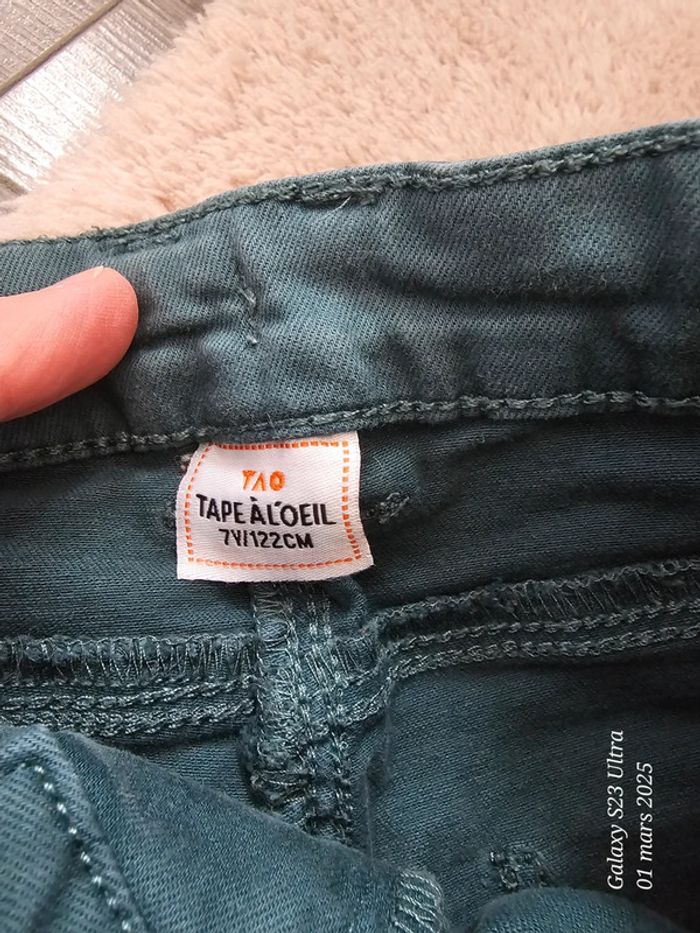 TAO
TAPE À L'OEIL
7Y/122CM
Galaxy S23 Ultra
01 mars 2025